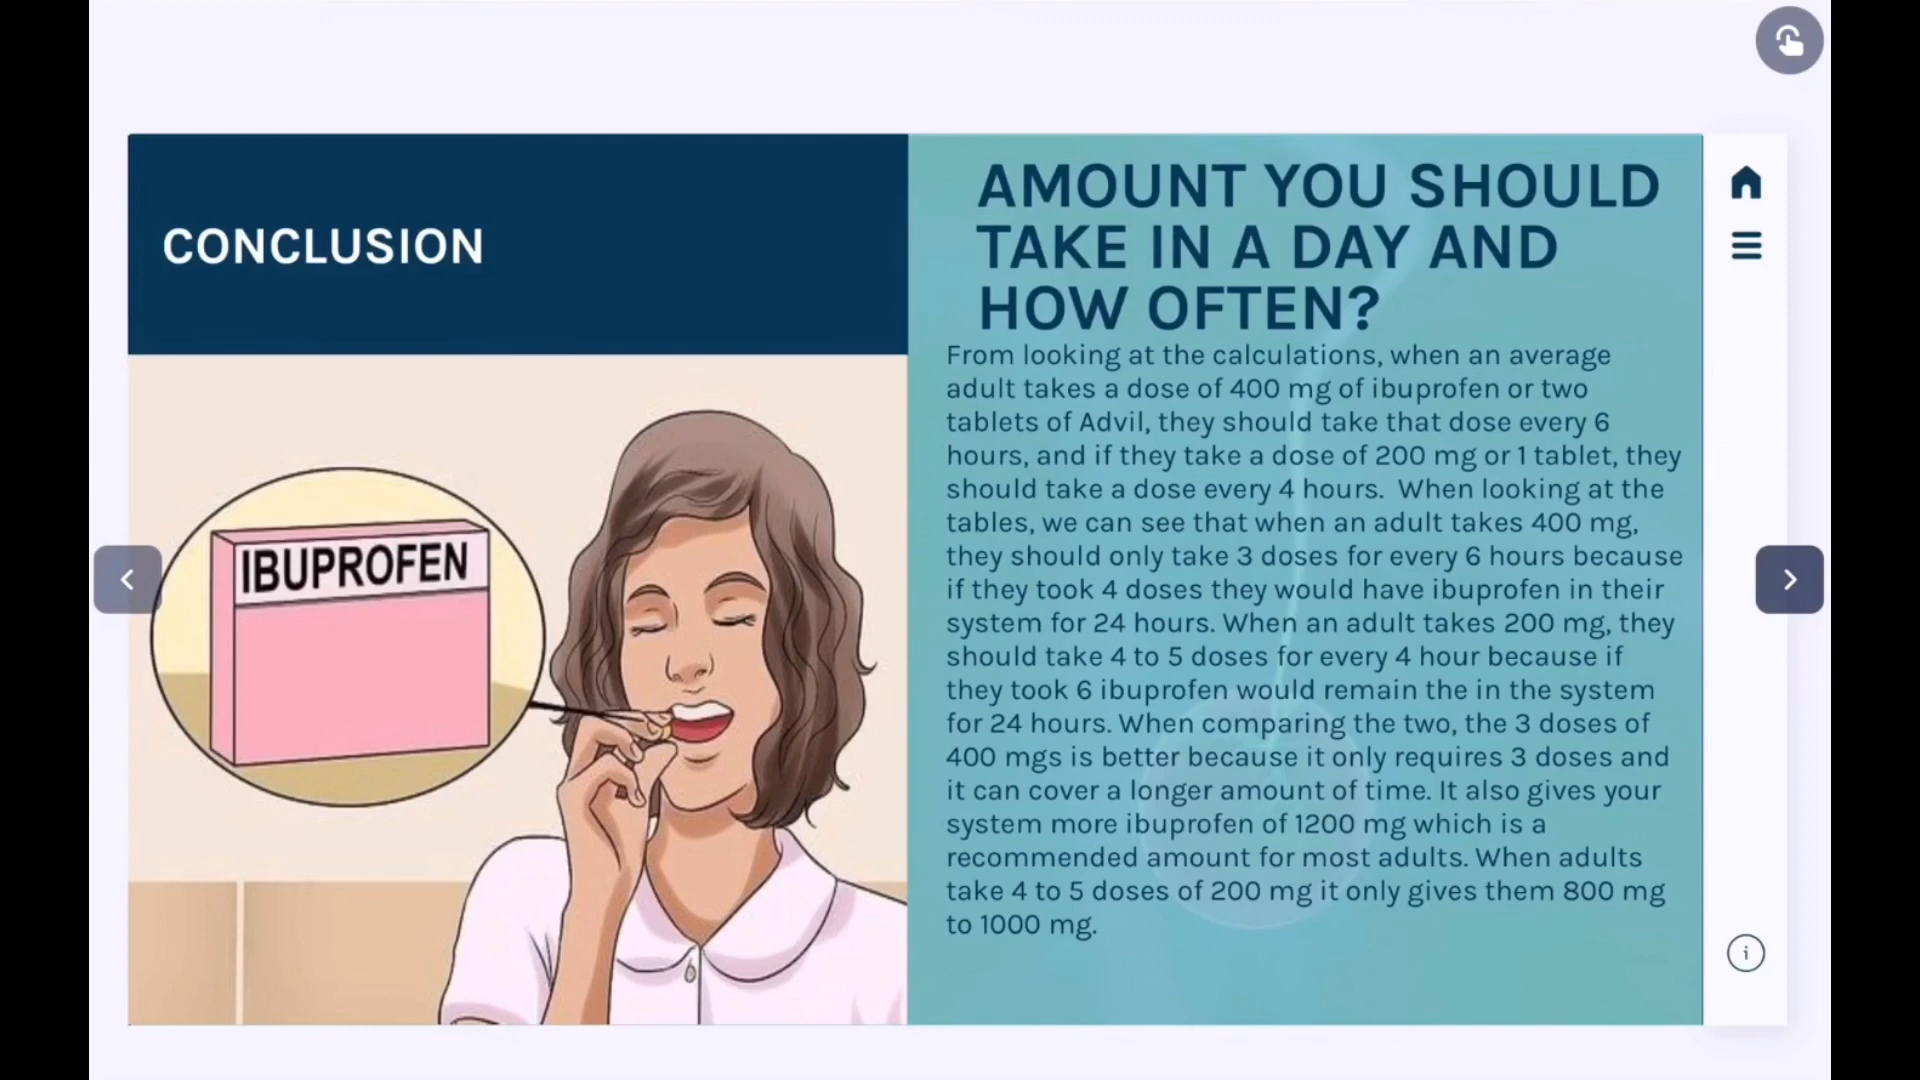 CONCLUSION
IBUPROFEN
AMOUNT YOU SHOULD
TAKE IN A DAY AND
HOW OFTEN?
From looking at the calculations, when an average
adult takes a dose of 400 mg of ibuprofen or two
tablets of Advil, they should take that dose every 6
hours, and if they take a dose of 200 mg or 1 tablet, they
should take a dose every 4 hours. When looking at the
tables, we can see that when an adult takes 400 mg,
they should only take 3 doses for every 6 hours because
if they took 4 doses they would have ibuprofen in their
system for 24 hours. When an adult takes 200 mg, they
should take 4 to 5 doses for every 4 hour because if
they took 6 ibuprofen would remain the in the system
for 24 hours. When comparing the two, the 3 doses of
400 mgs is better because it only requires 3 doses and
it can cover a longer amount of time. It also gives your
system more ibuprofen of 1200 mg which is a
recommended amount for most adults. When adults
take 4 to 5 doses of 200 mg it only gives them 800 mg
to 1000 mg.